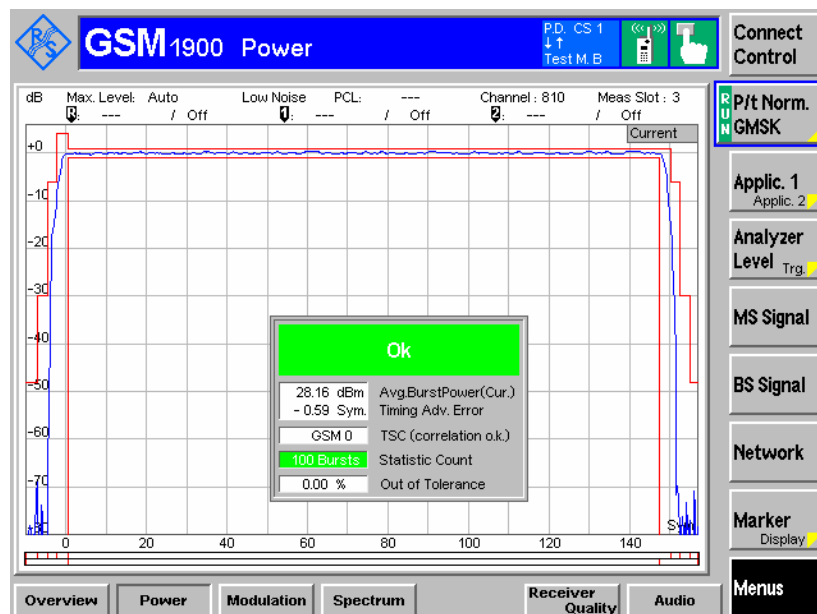 R S
GSM 1900 Power
P.D. CS 1
↓↑
Test M. B
Connect Control
dB Max. Level: Auto Low Noise PCL: --- Channel : 810 Meas Slot : 3
R: --- / Off 1: --- / Off 2: --- / Off
Current
RUN
P/t Norm. GMSK
+0
-10
-20
-30
-40
-50
-60
-70
0 20 40 60 80 100 120 140
Ok
28.16 dBm Avg.BurstPower(Cur.)
- 0.59 Sym. Timing Adv. Error
GSM 0 TSC (correlation o.k.)
100 Bursts Statistic Count
0.00 % Out of Tolerance
Applic. 1
Applic. 2
Analyzer
Level Trg.
MS Signal
BS Signal
Network
Marker
Display
Menus
Overview Power Modulation Spectrum Receiver Quality Audio